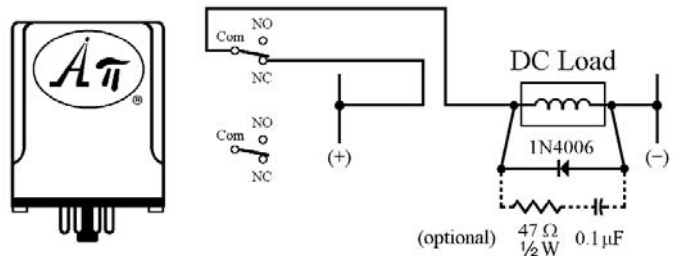 Aπ
®
NO
Com
NC
NO
Com
NC
(+)
DC Load
1N4006
(−)
(optional)
47 Ω
½ W
0.1 µF